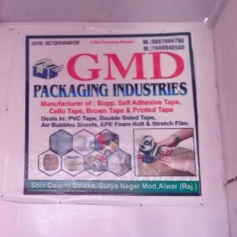 GMD
PACKAGING INDUSTRIES
Manufacturer of : Bopp, Self Adhesive Tape,
Cello Tape, Brown Tape & Printed Tape
Deals in: PVC Tape, Double Sided Tape,
Air Bubbles Sheets, EPE Foam Roll & Stretch Film.
Shiv Colony Belaka, Surya Nagar Mod, Alwar (Raj.)